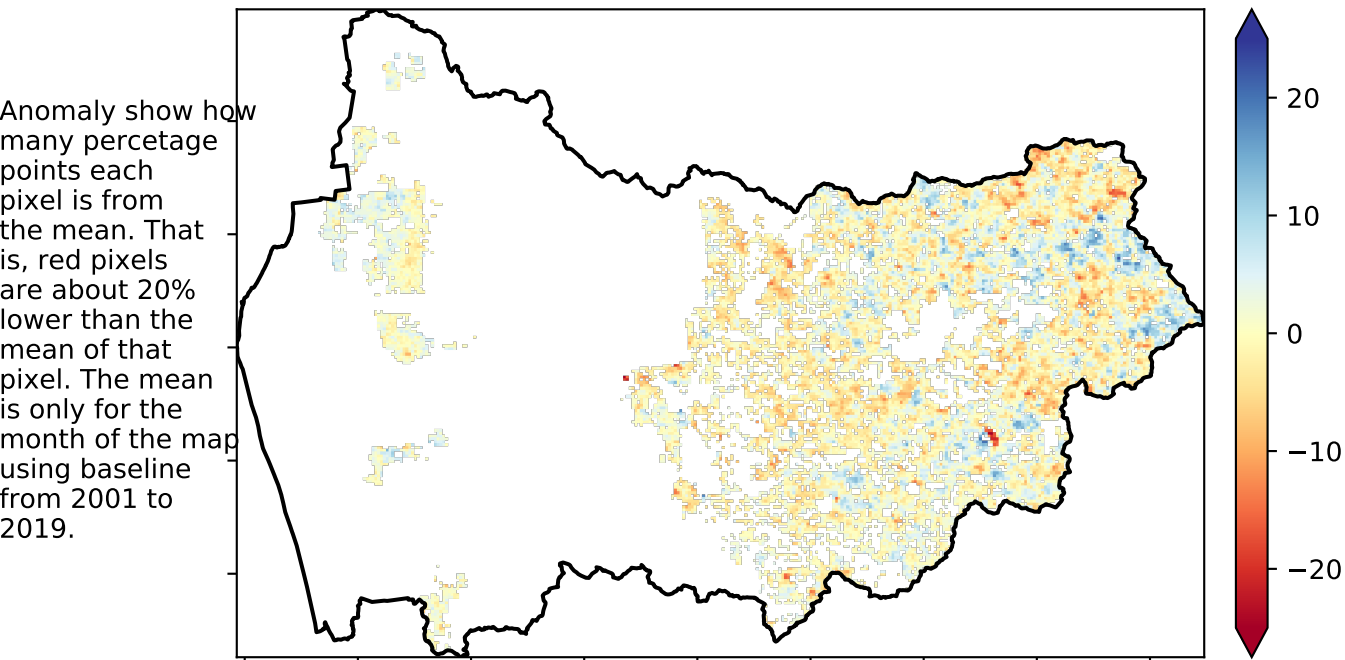 Anomaly show how
many percetage
points each
pixel is from
the mean. That
is, red pixels
are about 20%
lower than the
mean of that
pixel. The mean
is only for the
month of the map
using baseline
from 2001 to
2019.
20
10
0
−10
−20